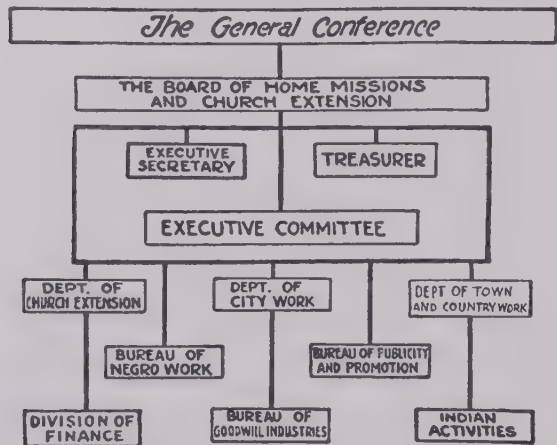 The General Conference
THE BOARD OF HOME MISSIONS
AND CHURCH EXTENSION
EXECUTIVE
SECRETARY
TREASURER
EXECUTIVE COMMITTEE
DEPT. OF
CHURCH EXTENSION
DEPT. OF
CITY WORK
DEPT OF TOWN
AND COUNTRY WORK
BUREAU OF
NEGRO WORK
BUREAU OF PUBLICITY
AND PROMOTION
DIVISION OF
FINANCE
BUREAU OF
GOODWILL INDUSTRIES
INDIAN
ACTIVITIES